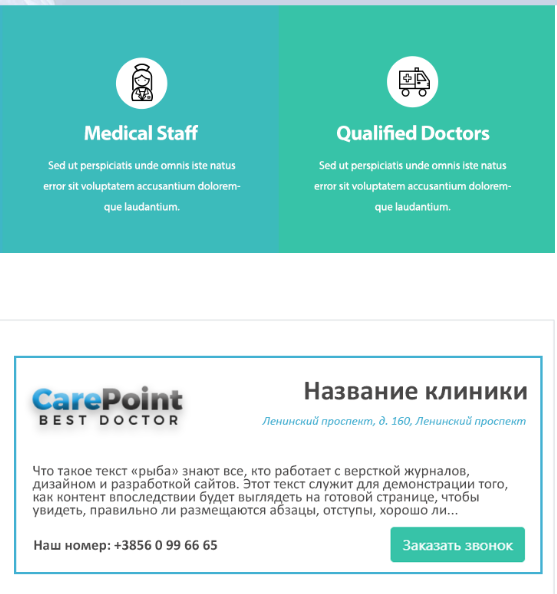 Medical Staff
Sed ut perspiciatis unde omnis iste natus
error sit voluptatem accusantium dolorem-
que laudantium.
Qualified Doctors
Sed ut perspiciatis unde omnis iste natus
error sit voluptatem accusantium dolorem-
que laudantium.
CarePoint
BEST DOCTOR
Название клиники
Ленинский проспект, д. 160, Ленинский проспект
Что такое текст «рыба» знают все, кто работает с версткой журналов,
дизайном и разработкой сайтов. Этот текст служит для демонстрации того,
как контент впоследствии будет выглядеть на готовой странице, чтобы
увидеть, правильно ли размещаются абзацы, отступы, хорошо ли...
Наш номер: +3856 0 99 66 65
Заказать звонок